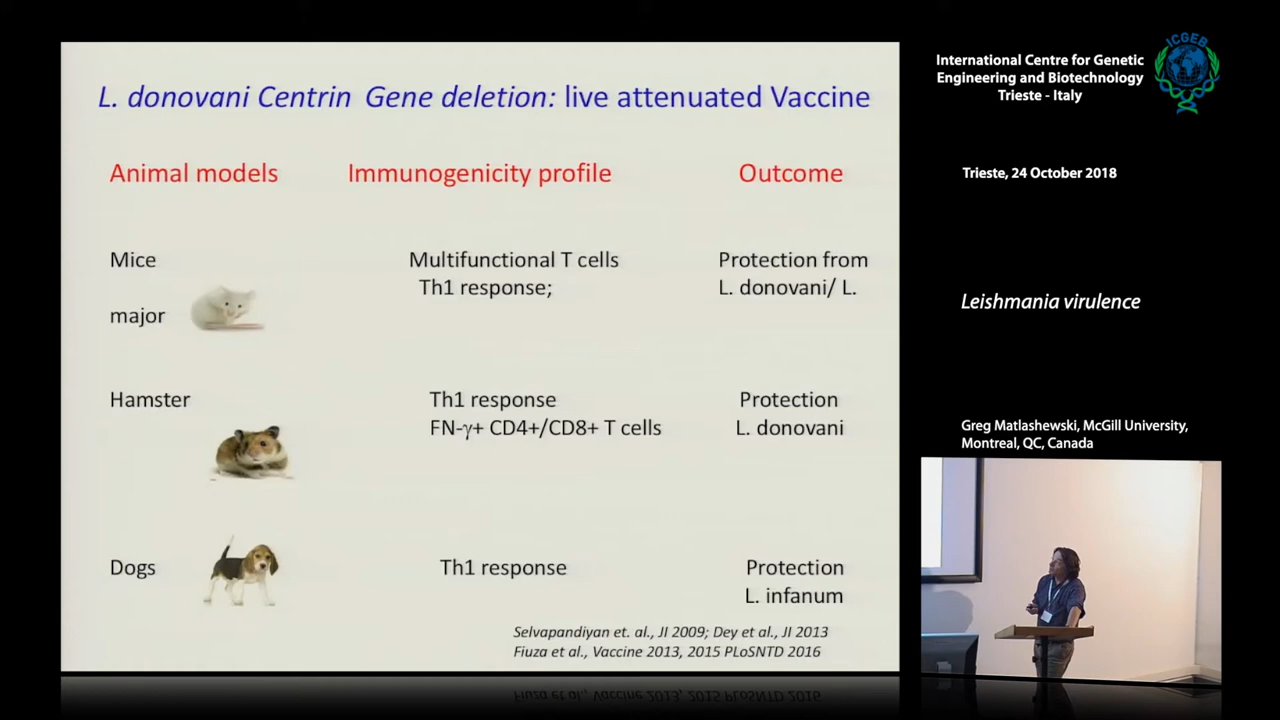 L. donovani Centrin Gene deletion: live attenuated Vaccine
Animal models Immunogenicity profile Outcome
Mice Multifunctional T cells Protection from
Th1 response; L. donovani/ L.
major
Hamster Th1 response Protection
FN-γ+ CD4+/CD8+ T cells L. donovani
Dogs Th1 response Protection
L. infanum
Selvapandiyan et. al., JI 2009; Dey et al., JI 2013
Fiuza et al., Vaccine 2013, 2015 PLoSNTD 2016
International Centre for Genetic
Engineering and Biotechnology
Trieste - Italy
ICGEB
Trieste, 24 October 2018
Leishmania virulence
Greg Matlashewski, McGill University,
Montreal, QC, Canada